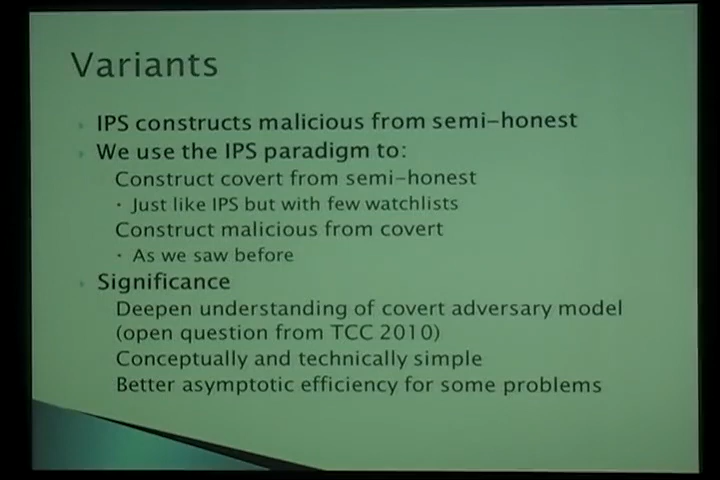 Variants
IPS constructs malicious from semi-honest
We use the IPS paradigm to:
Construct covert from semi-honest
· Just like IPS but with few watchlists
Construct malicious from covert
· As we saw before
Significance
Deepen understanding of covert adversary model
(open question from TCC 2010)
Conceptually and technically simple
Better asymptotic efficiency for some problems